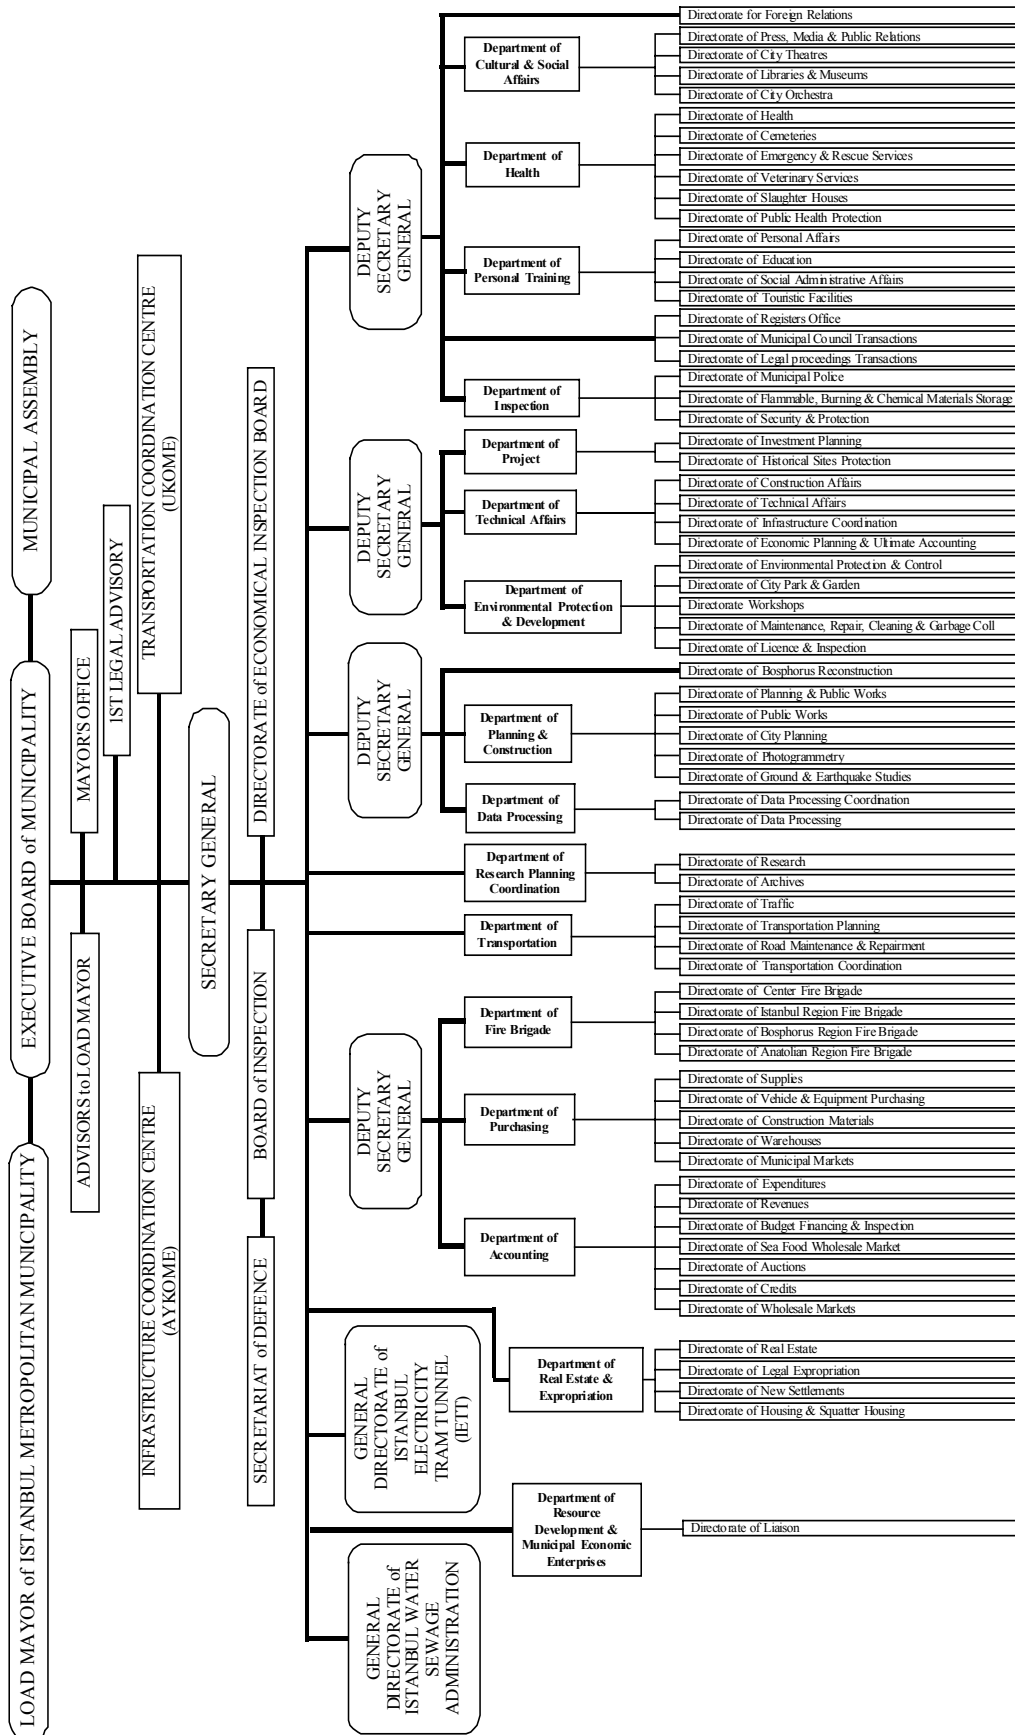 LOAD MAYOR of ISTANBUL METROPOLITAN MUNICIPALITY
EXECUTIVE BOARD of MUNICIPALITY
MUNICIPAL ASSEMBLY
ADVISORS to LOAD MAYOR
MAYOR'S OFFICE
1ST LEGAL ADVISORY
INFRASTRUCTURE COORDINATION CENTRE
(AYKOME)
TRANSPORTATION COORDINATION CENTRE
(UKOME)
SECRETARY GENERAL
SECRETARIAT of DEFENCE
BOARD of INSPECTION
DIRECTORATE of ECONOMICAL INSPECTION BOARD
DEPUTY
SECRETARY
GENERAL
Directorate for Foreign Relations
Department of
Cultural & Social
Affairs
Directorate of Press, Media & Public Relations
Directorate of City Theatres
Directorate of Libraries & Museums
Directorate of City Orchestra
Department of
Health
Directorate of Health
Directorate of Cemeteries
Directorate of Emergency & Rescue Services
Directorate of Veterinary Services
Directorate of Slaughter Houses
Directorate of Public Health Protection
Department of
Personal Training
Directorate of Personal Affairs
Directorate of Education
Directorate of Social Administrative Affairs
Directorate of Touristic Facilities
Directorate of Registers Office
Directorate of Municipal Council Transactions
Directorate of Legal proceedings Transactions
Department of
Inspection
Directorate of Municipal Police
Directorate of Flammable, Burning & Chemical Materials Storage
Directorate of Security & Protection
DEPUTY
SECRETARY
GENERAL
Department of
Project
Directorate of Investment Planning
Directorate of Historical Sites Protection
Department of
Technical Affairs
Directorate of Construction Affairs
Directorate of Technical Affairs
Directorate of Infrastructure Coordination
Directorate of Economic Planning & Ultimate Accounting
Department of
Environmental Protection
& Development
Directorate of Environmental Protection & Control
Directorate of City Park & Garden
Directorate Workshops
Directorate of Maintenance, Repair, Cleaning & Garbage Coll
Directorate of Licence & Inspection
DEPUTY
SECRETARY
GENERAL
Directorate of Bosphorus Reconstruction
Department of
Planning &
Construction
Directorate of Planning & Public Works
Directorate of Public Works
Directorate of City Planning
Directorate of Photogrammetry
Directorate of Ground & Earthquake Studies
Department of
Data Processing
Directorate of Data Processing Coordination
Directorate of Data Processing
Department of
Research Planning
Coordination
Directorate of Research
Directorate of Archives
Department of
Transportation
Directorate of Traffic
Directorate of Transportation Planning
Directorate of Road Maintenance & Repairment
Directorate of Transportation Coordination
DEPUTY
SECRETARY
GENERAL
Department of
Fire Brigade
Directorate of Center Fire Brigade
Directorate of Istanbul Region Fire Brigade
Directorate of Bosphorus Region Fire Brigade
Directorate of Anatolian Region Fire Brigade
Department of
Purchasing
Directorate of Supplies
Directorate of Vehicle & Equipment Purchasing
Directorate of Construction Materials
Directorate of Warehouses
Directorate of Municipal Markets
Department of
Accounting
Directorate of Expenditures
Directorate of Revenues
Directorate of Budget Financing & Inspection
Directorate of Sea Food Wholesale Market
Directorate of Auctions
Directorate of Credits
Directorate of Wholesale Markets
Department of
Real Estate &
Expropriation
Directorate of Real Estate
Directorate of Legal Expropriation
Directorate of New Settlements
Directorate of Housing & Squatter Housing
GENERAL
DIRECTORATE of
ISTANBUL
ELECTRICITY
TRAM TUNNEL
(IETT)
Department of
Resource
Development &
Municipal Economic
Enterprises
Directorate of Liaison
GENERAL
DIRECTORATE of
ISTANBUL WATER
SEWAGE
ADMINISTRATION